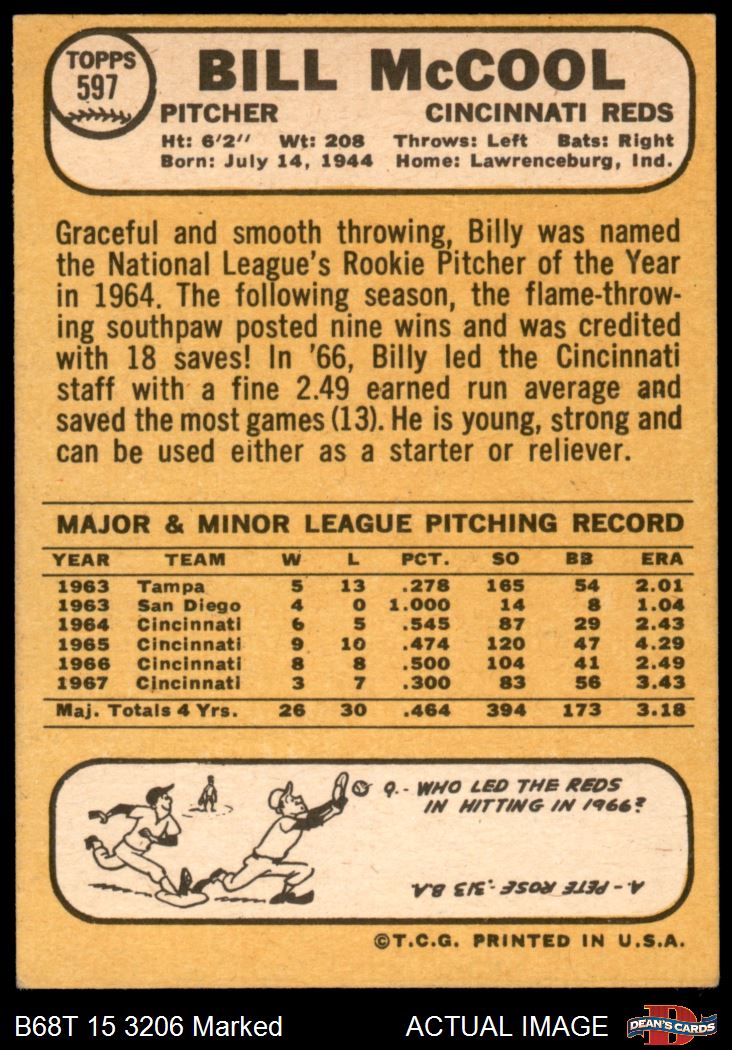 TOPPS
597
BILL McCOOL
PITCHER CINCINNATI REDS
Ht: 6'2'' Wt: 208 Throws: Left Bats: Right
Born: July 14, 1944 Home: Lawrenceburg, Ind.
Graceful and smooth throwing, Billy was named
the National League's Rookie Pitcher of the Year
in 1964. The following season, the flame-throw-
ing southpaw posted nine wins and was credited
with 18 saves! In '66, Billy led the Cincinnati
staff with a fine 2.49 earned run average and
saved the most games (13). He is young, strong and
can be used either as a starter or reliever.
MAJOR & MINOR LEAGUE PITCHING RECORD
YEAR TEAM W L PCT. SO BB ERA
1963 Tampa 5 13 .278 165 54 2.01
1963 San Diego 4 0 1.000 14 8 1.04
1964 Cincinnati 6 5 .545 87 29 2.43
1965 Cincinnati 9 10 .474 120 47 4.29
1966 Cincinnati 8 8 .500 104 41 2.49
1967 Cincinnati 3 7 .300 83 56 3.43
Maj. Totals 4 Yrs. 26 30 .464 394 173 3.18
Q.- WHO LED THE REDS
IN HITTING IN 1966?
A- PETE ROSE .313 B.A.
©T.C.G. PRINTED IN U.S.A.
B68T 15 3206 Marked ACTUAL IMAGE
DEAN'S CARDS